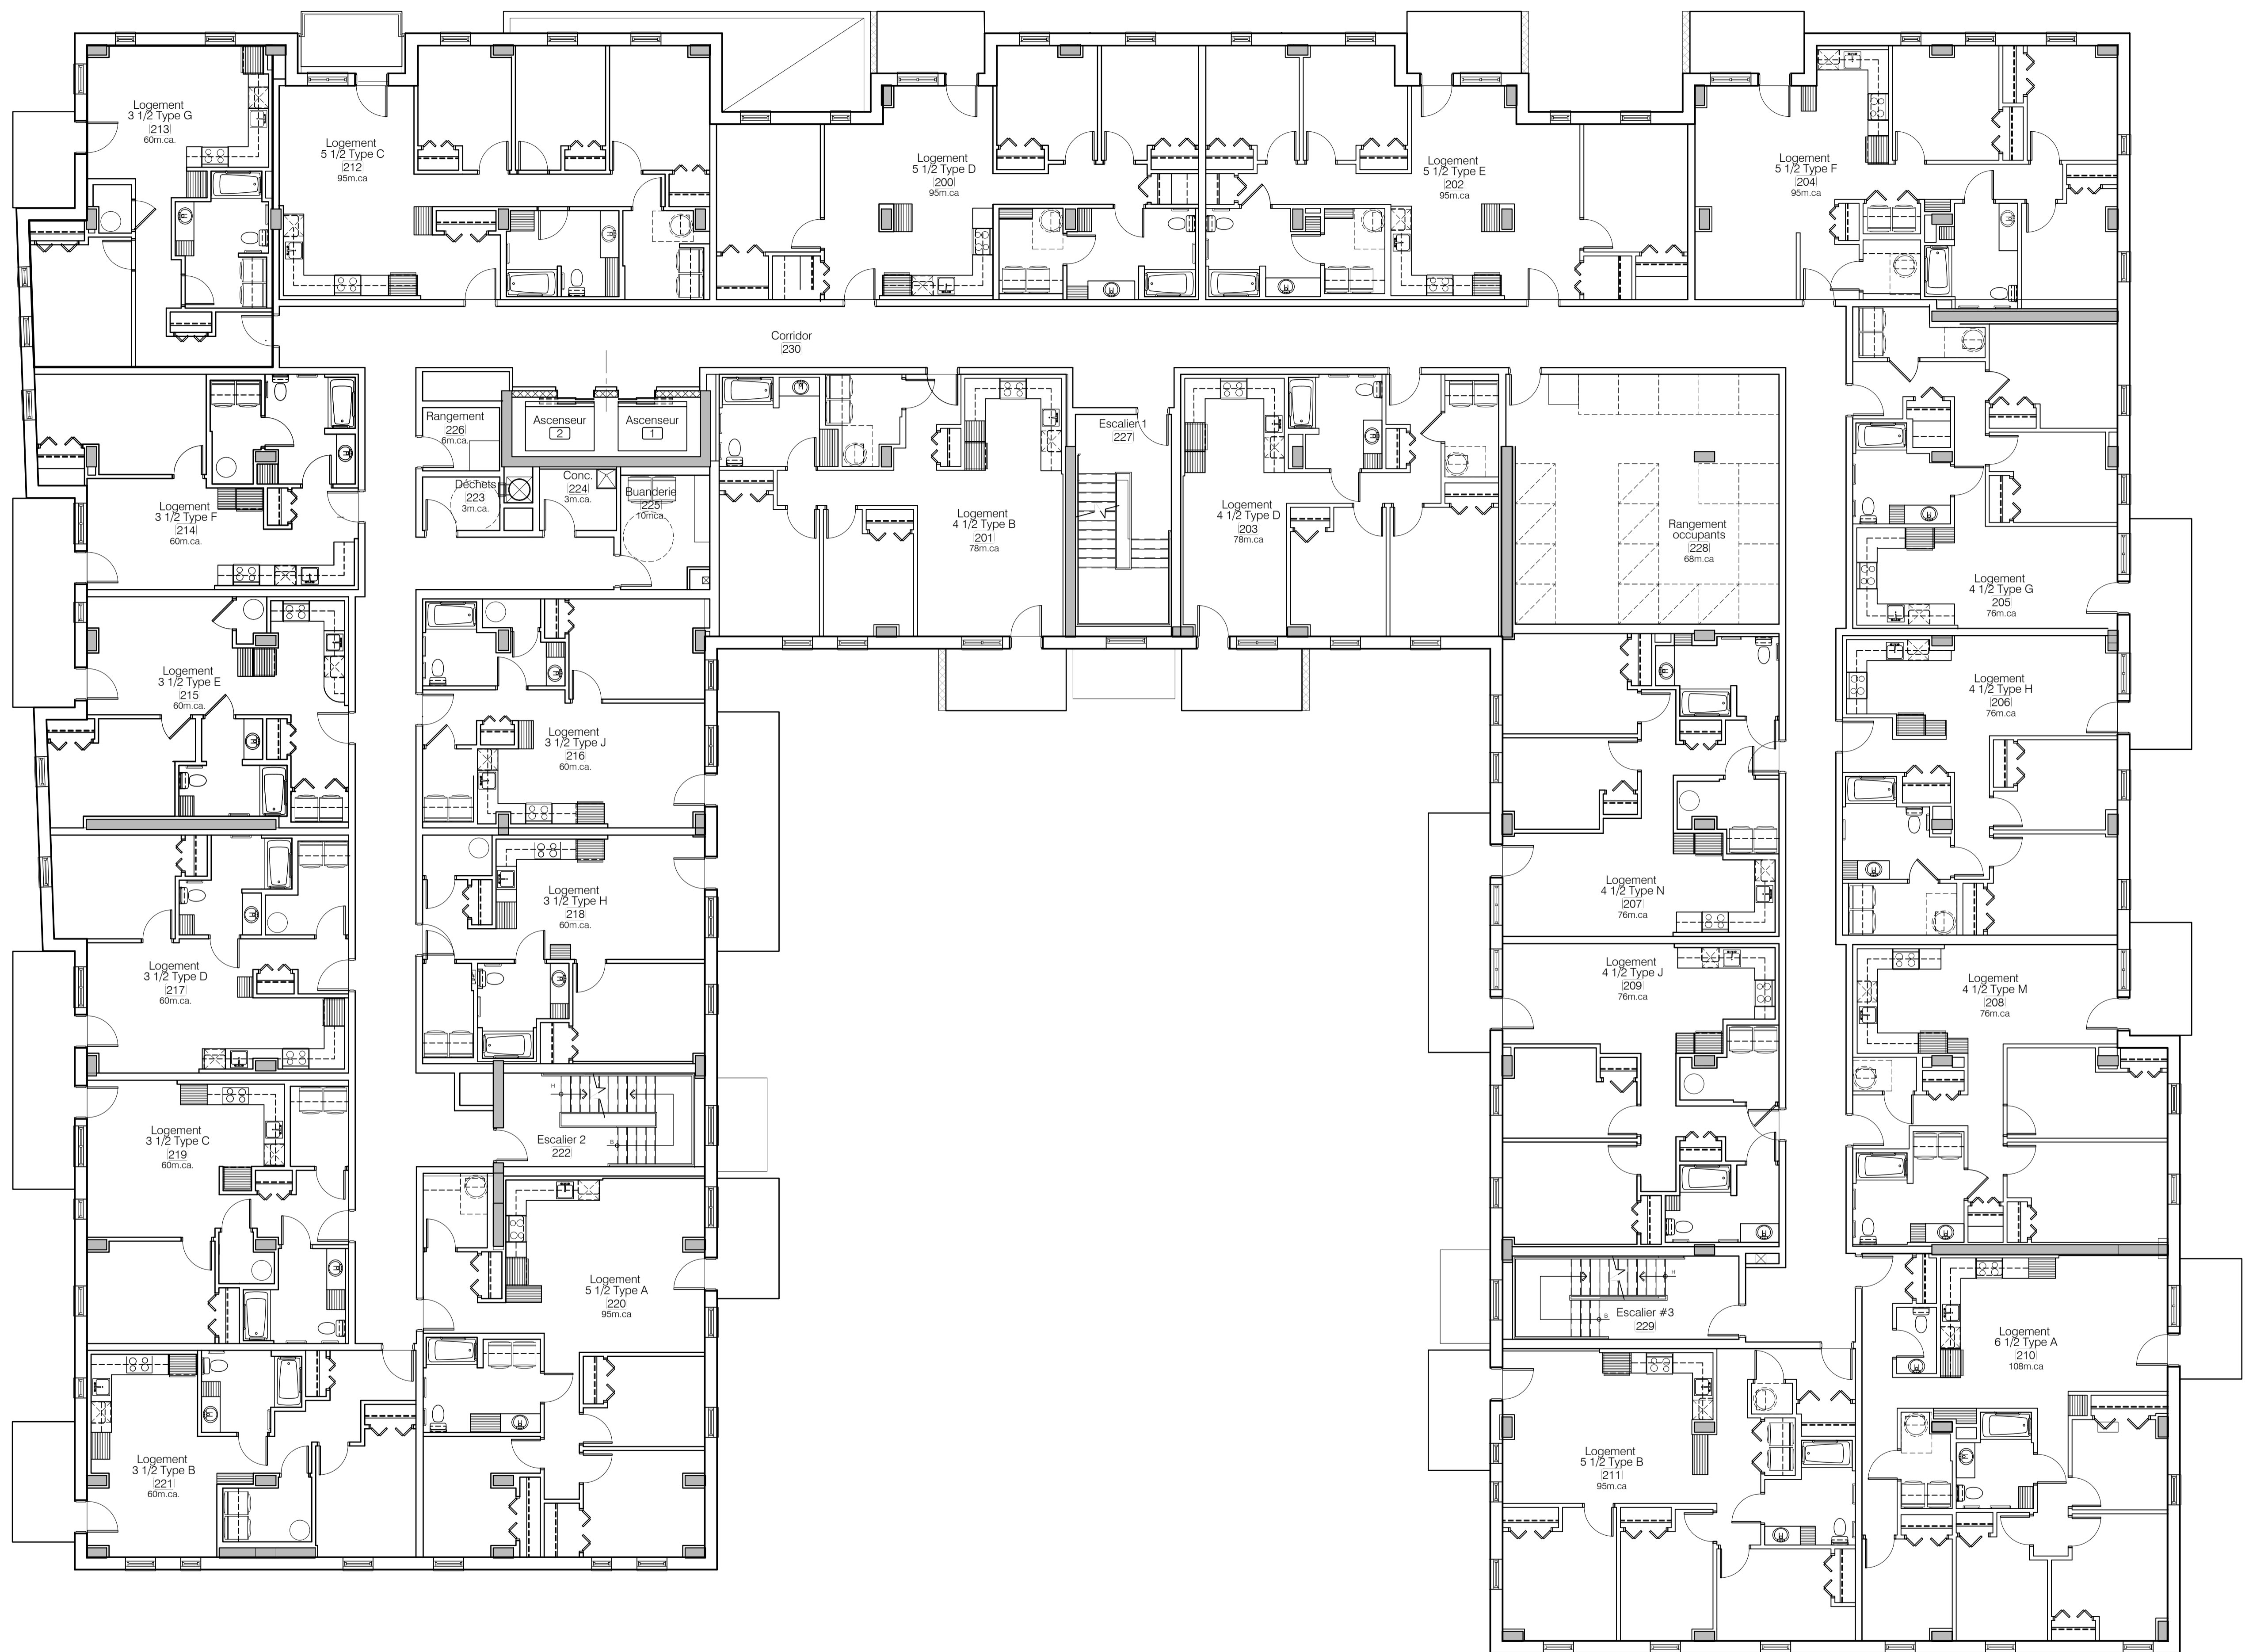 Logement
3 1/2 Type G
213
60m.ca.
Logement
5 1/2 Type C
212
95m.ca
Logement
5 1/2 Type D
200
95m.ca
Logement
5 1/2 Type E
202
95m.ca
Logement
5 1/2 Type F
204
95m.ca
Corridor
230
Rangement
226
6m.ca.
Ascenseur
2
Ascenseur
1
Escalier 1
227
Déchets
223
3m.ca.
Conc.
224
3m.ca.
Buanderie
225
10mca.
Logement
3 1/2 Type F
214
60m.ca.
Logement
4 1/2 Type B
201
78m.ca
Logement
4 1/2 Type D
203
78m.ca
Rangement
occupants
228
68m.ca
Logement
4 1/2 Type G
205
76m.ca
Logement
3 1/2 Type E
215
60m.ca.
Logement
4 1/2 Type H
206
76m.ca
Logement
3 1/2 Type J
216
60m.ca.
Logement
3 1/2 Type H
218
60m.ca.
Logement
4 1/2 Type N
207
76m.ca
Logement
3 1/2 Type D
217
60m.ca.
Logement
4 1/2 Type J
209
76m.ca
Logement
4 1/2 Type M
208
76m.ca
H
B
Escalier 2
222
Logement
3 1/2 Type C
219
60m.ca.
Logement
5 1/2 Type A
220
95m.ca
H
B
Escalier #3
229
Logement
6 1/2 Type A
210
108m.ca
Logement
3 1/2 Type B
221
60m.ca.
Logement
5 1/2 Type B
211
95m.ca